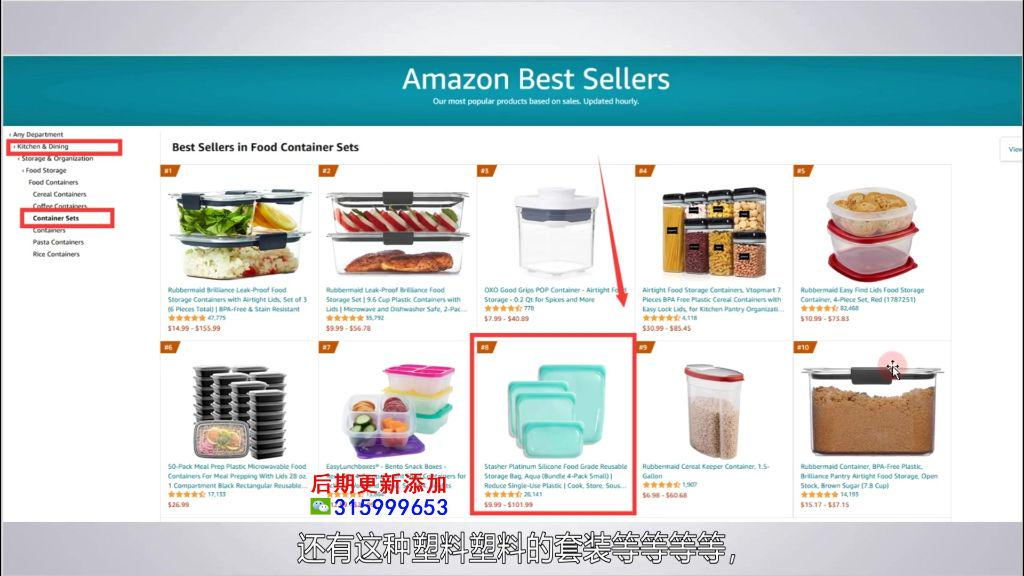 Amazon Best Sellers
Our most popular products based on sales. Updated hourly.
‹ Any Department
‹ Kitchen & Dining
‹ Storage & Organization
‹ Food Storage
Food Containers
Cereal Containers
Coffee Containers
Container Sets
Containers
Pasta Containers
Rice Containers
Best Sellers in Food Container Sets
View
#1
Rubbermaid Brilliance Leak-Proof Food
Storage Containers with Airtight Lids, Set of 3
(6 Pieces Total) | BPA-Free & Stain Resistant
47,775
$14.99 - $155.99
#2
Rubbermaid Leak-Proof Brilliance Food
Storage Set | 9.6 Cup Plastic Containers with
Lids | Microwave and Dishwasher Safe, 2-Pac...
35,792
$9.99 - $56.78
#3
OXO Good Grips POP Container - Airtight Food
Storage - 0.2 Qt for Spices and More
778
$7.99 - $40.89
#4
Airtight Food Storage Containers, Vtopmart 7
Pieces BPA Free Plastic Cereal Containers with
Easy Lock Lids, for Kitchen Pantry Organizati...
4,118
$30.99 - $85.45
#5
Rubbermaid Easy Find Lids Food Storage
Container, 4-Piece Set, Red (1787251)
82,468
$10.99 - $73.83
#6
50-Pack Meal Prep Plastic Microwavable Food
Containers For Meal Prepping With Lids 28 oz.
1 Compartment Black Rectangular Reusable...
17,133
$26.99
#7
EasyLunchboxes® - Bento Snack Boxes -
#8
Stasher Platinum Silicone Food Grade Reusable
Storage Bag, Aqua (Bundle 4-Pack Small) |
Reduce Single-Use Plastic | Cook, Store, Sous...
26,141
$9.99 - $101.99
#9
Rubbermaid Cereal Keeper Container, 1.5-
Gallon
1,907
$6.98 - $60.68
#10
Rubbermaid Container, BPA-Free Plastic,
Brilliance Pantry Airtight Food Storage, Open
Stock, Brown Sugar (7.8 Cup)
14,193
$15.17 - $37.15
后期更新添加
315999653
还有这种塑料塑料的套装等等等等，